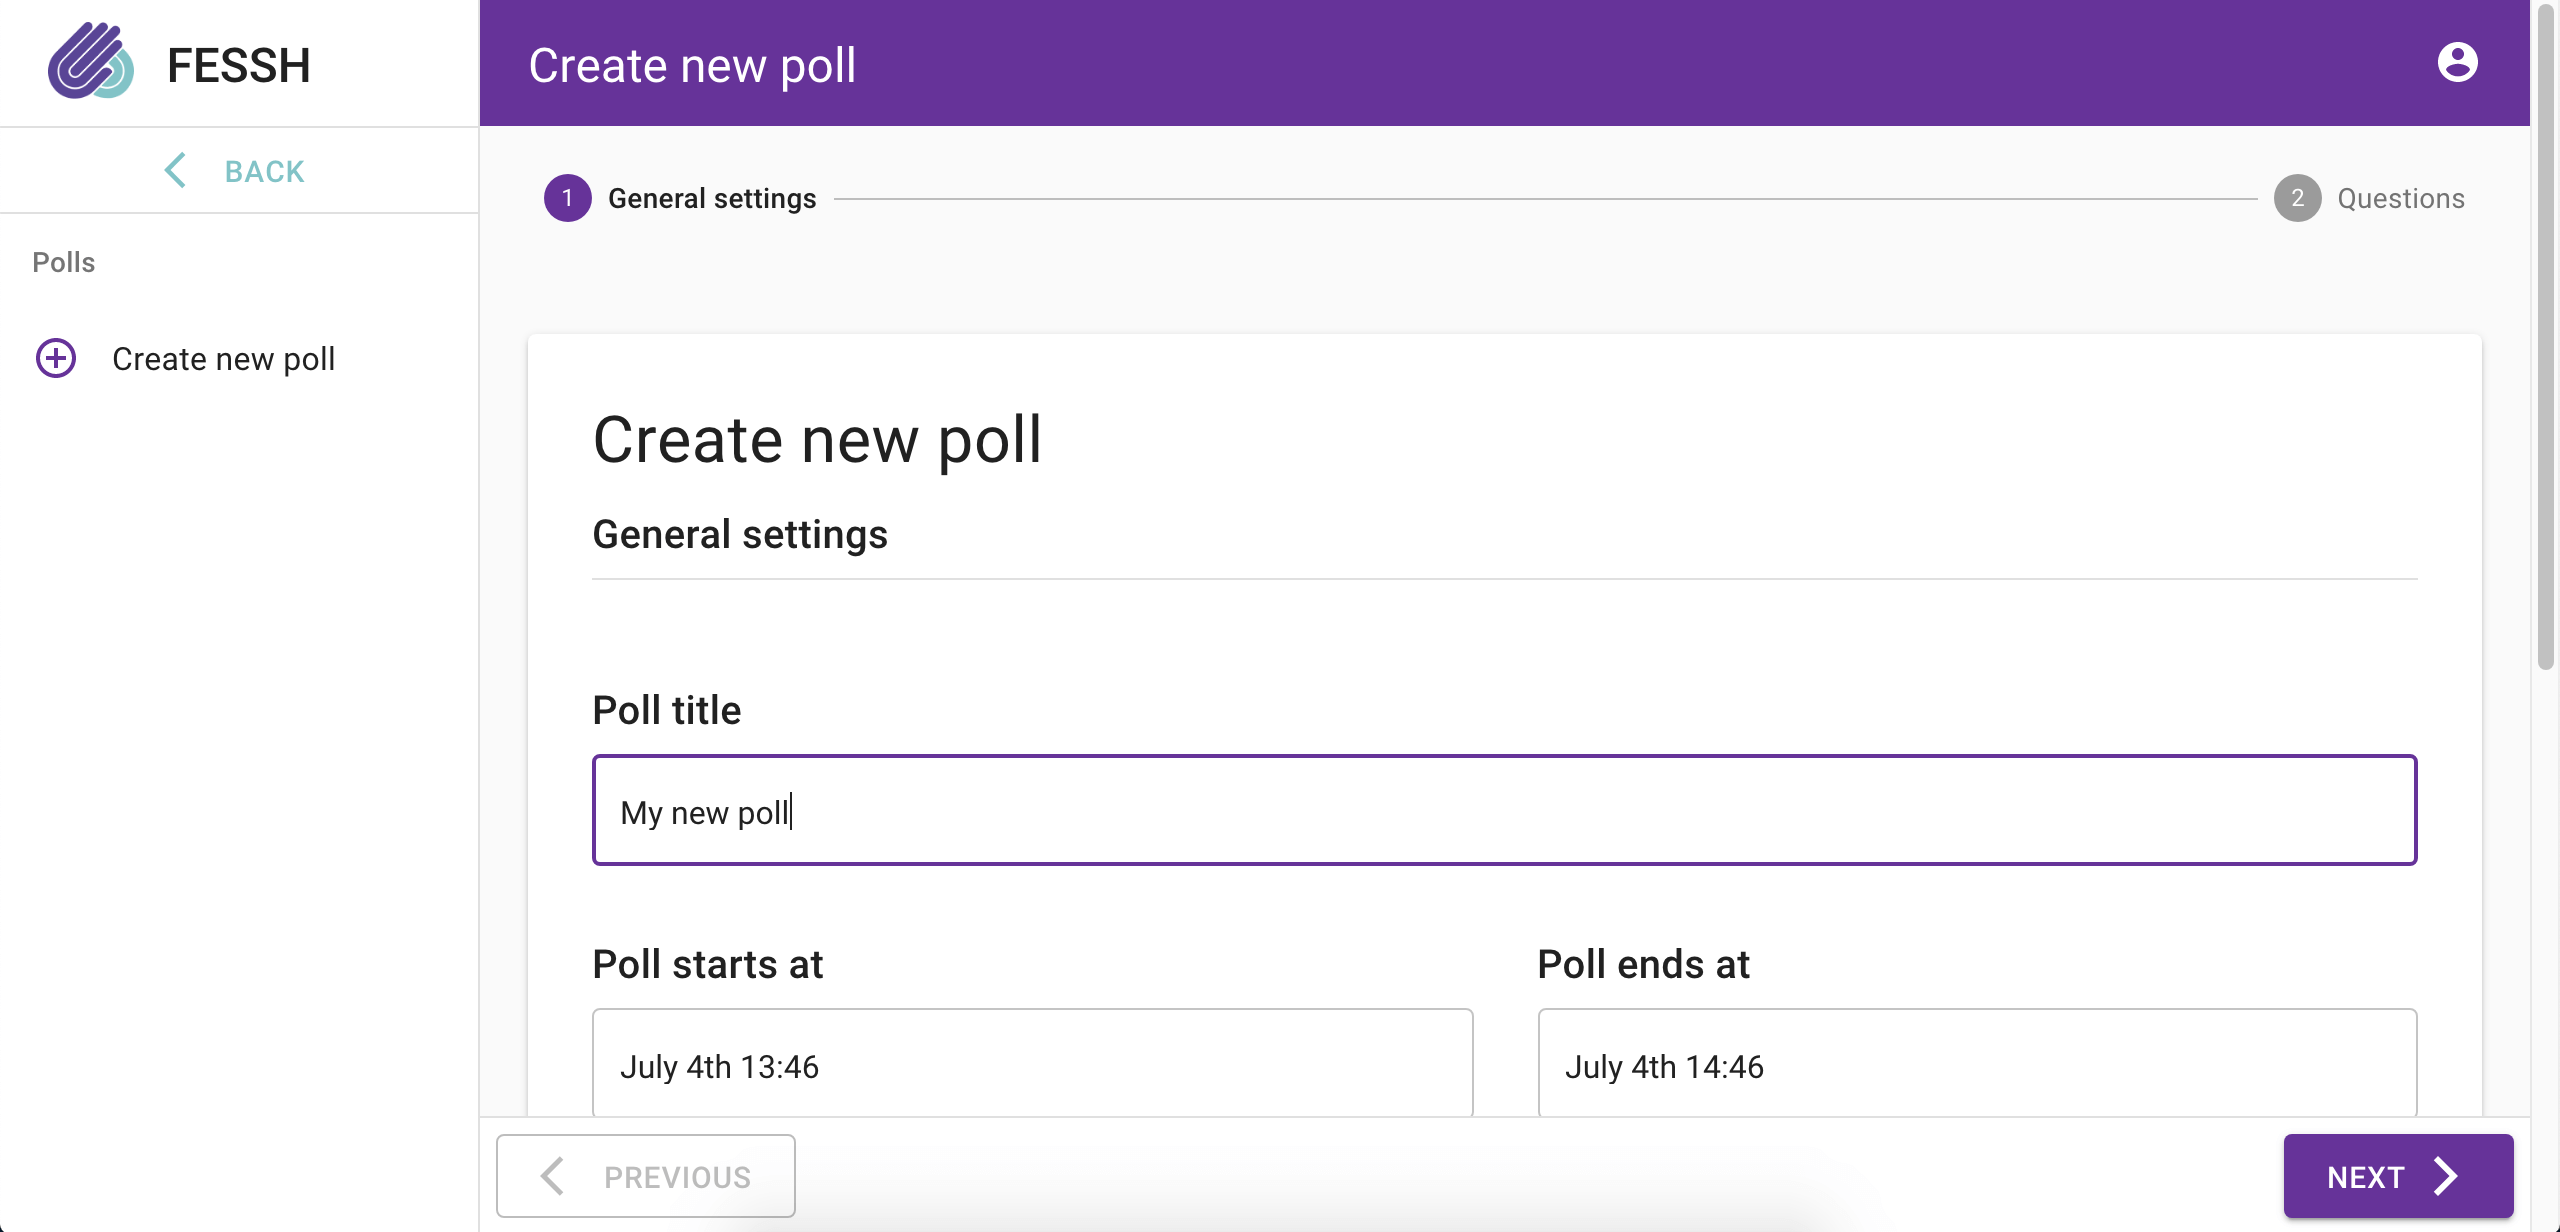 FESSH
BACK
Polls
Create new poll
Create new poll
1 General settings
2 Questions
Create new poll
General settings
Poll title
My new poll
Poll starts at
July 4th 13:46
Poll ends at
July 4th 14:46
PREVIOUS
NEXT